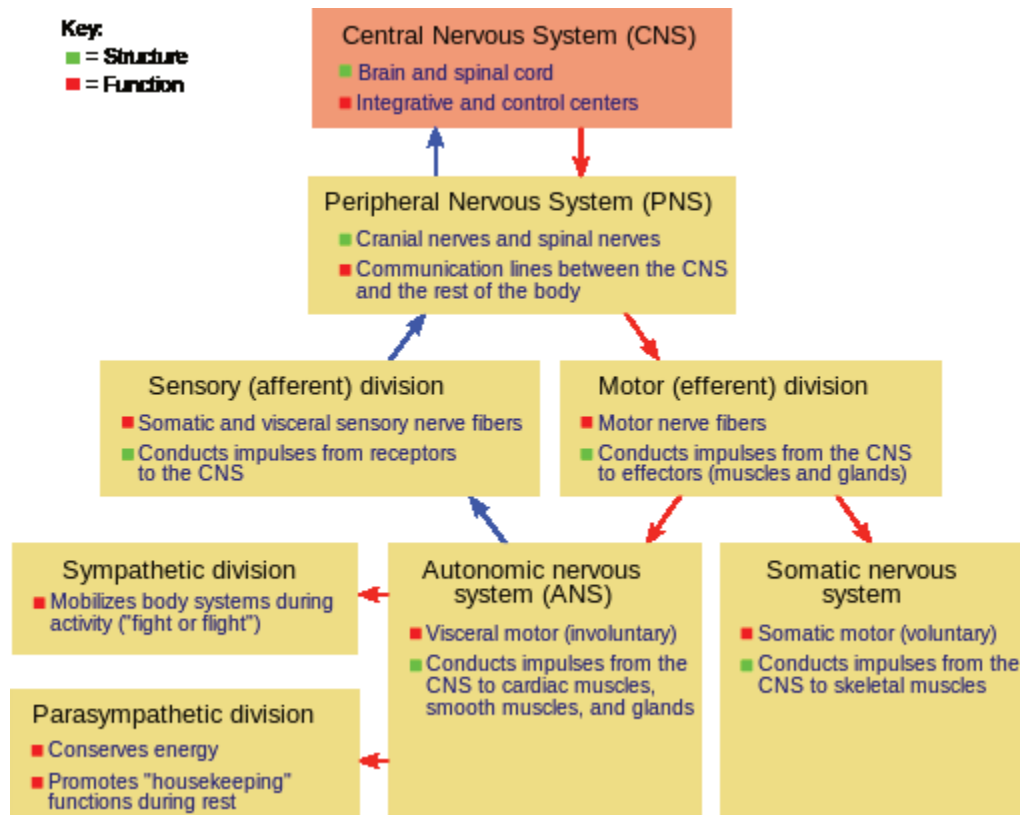 Key:
= Structure
= Function
Central Nervous System (CNS)
Brain and spinal cord
Integrative and control centers
Peripheral Nervous System (PNS)
Cranial nerves and spinal nerves
Communication lines between the CNS
and the rest of the body
Sensory (afferent) division
Somatic and visceral sensory nerve fibers
Conducts impulses from receptors
to the CNS
Motor (efferent) division
Motor nerve fibers
Conducts impulses from the CNS
to effectors (muscles and glands)
Sympathetic division
Mobilizes body systems during
activity ("fight or flight")
Parasympathetic division
Conserves energy
Promotes "housekeeping"
functions during rest
Autonomic nervous
system (ANS)
Visceral motor (involuntary)
Conducts impulses from the
CNS to cardiac muscles,
smooth muscles, and glands
Somatic nervous
system
Somatic motor (voluntary)
Conducts impulses from the
CNS to skeletal muscles